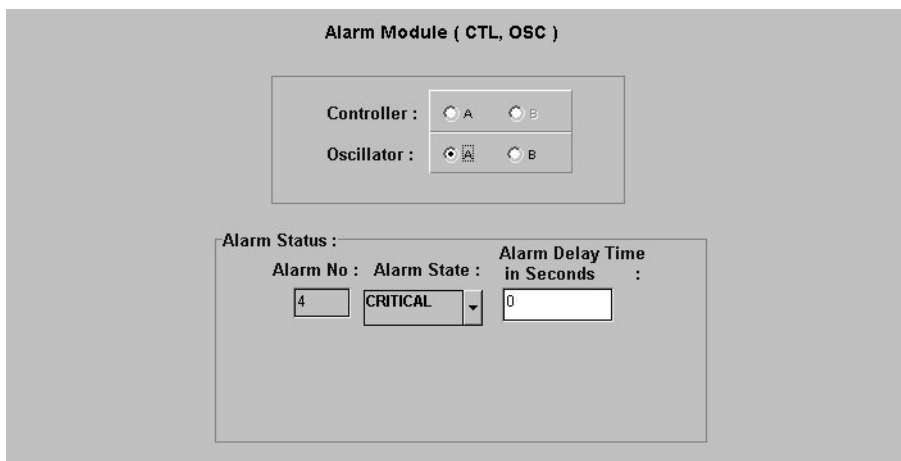 Alarm Module ( CTL, OSC )
Controller : A B
Oscillator : A B
Alarm Status :
Alarm Delay Time
Alarm No : Alarm State : in Seconds :
4 CRITICAL 0